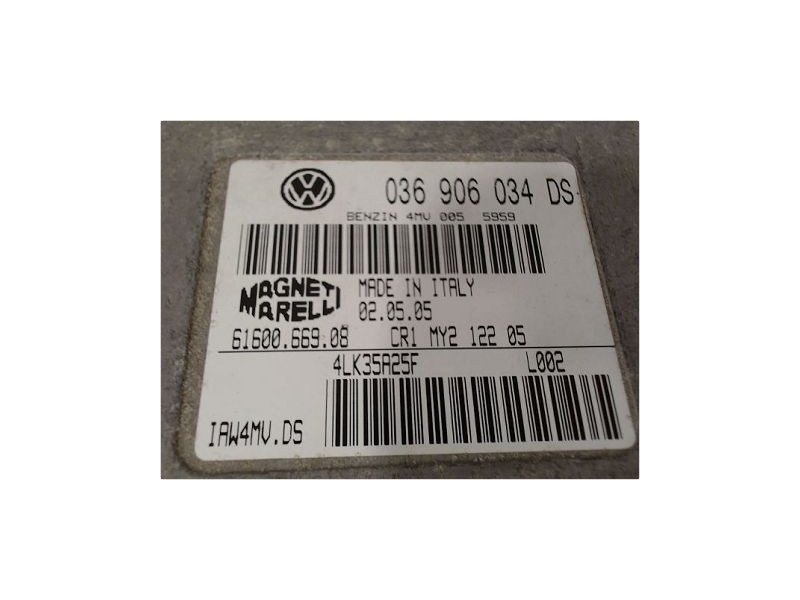 036 906 034 DS
BENZIN 4MV 005 5959
MAGNETI
MARELLI
MADE IN ITALY
02.05.05
61600.669.08 CR1 MY2 122 05
4LK35A25F L002
IAW4MV.DS